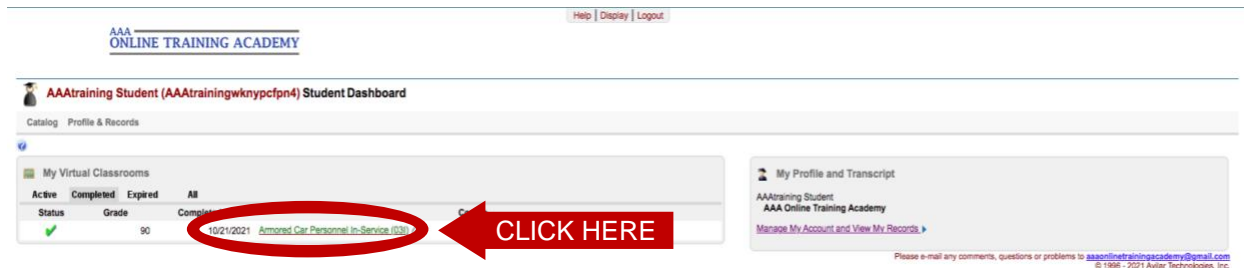 Help | Display | Logout
AAA
ONLINE TRAINING ACADEMY
AAAtraining Student (AAAtrainingwknypcfpn4) Student Dashboard
Catalog Profile & Records
My Virtual Classrooms
Active Completed Expired All
Status Grade
90 10/21/2021 Armored Car Personnel In-Service (03I)
CLICK HERE
My Profile and Transcript
AAAtraining Student
AAA Online Training Academy
Manage My Account and View My Records
Please e-mail any comments, questions or problems to aaaonlinetrainingacademy@gmail.com
© 1996 - 2021 Avilar Technologies, Inc.